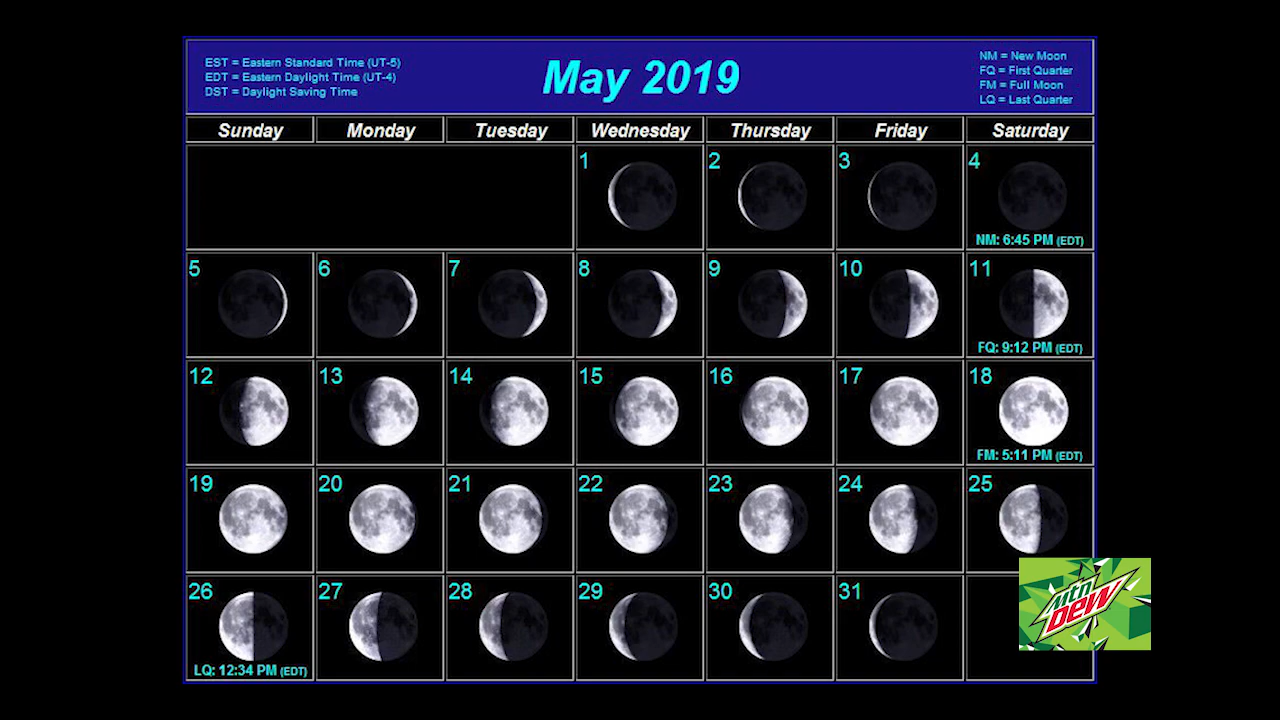 EST = Eastern Standard Time (UT-5)
EDT = Eastern Daylight Time (UT-4)
DST = Daylight Saving Time
May 2019
NM = New Moon
FQ = First Quarter
FM = Full Moon
LQ = Last Quarter
Sunday Monday Tuesday Wednesday Thursday Friday Saturday
1 2 3 4
NM: 6:45 PM (EDT)
5 6 7 8 9 10 11
FQ: 9:12 PM (EDT)
12 13 14 15 16 17 18
FM: 5:11 PM (EDT)
19 20 21 22 23 24 25
26 27 28 29 30 31
LQ: 12:34 PM (EDT)
Mtn
DEW